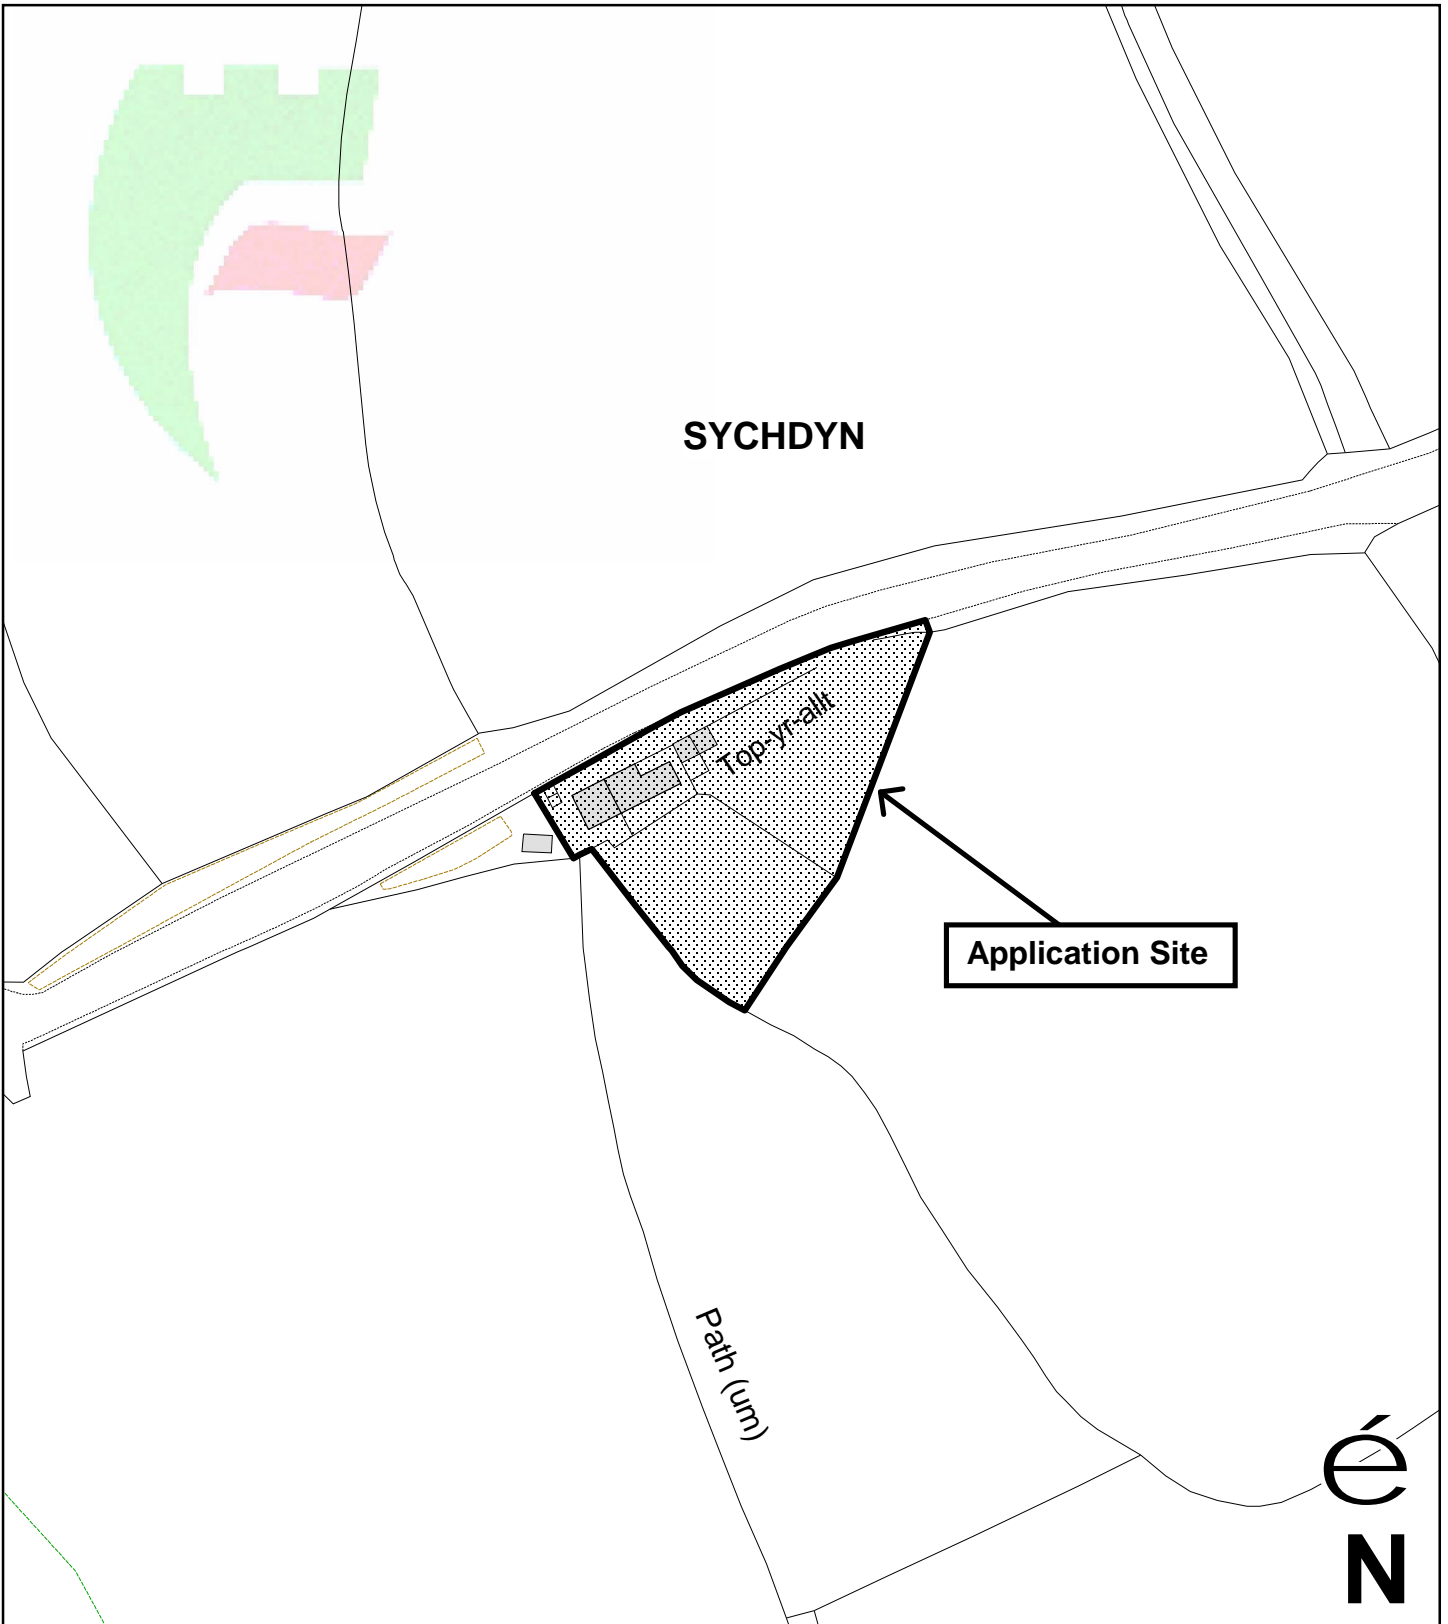 SYCHDYN
Top-yr-allt
Application Site
Path (um)
é
N